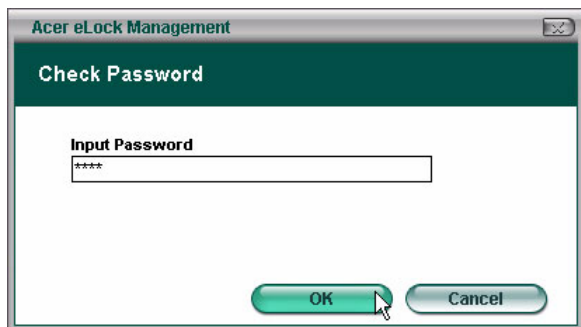 Acer eLock Management
Check Password
Input Password
****
OK
Cancel